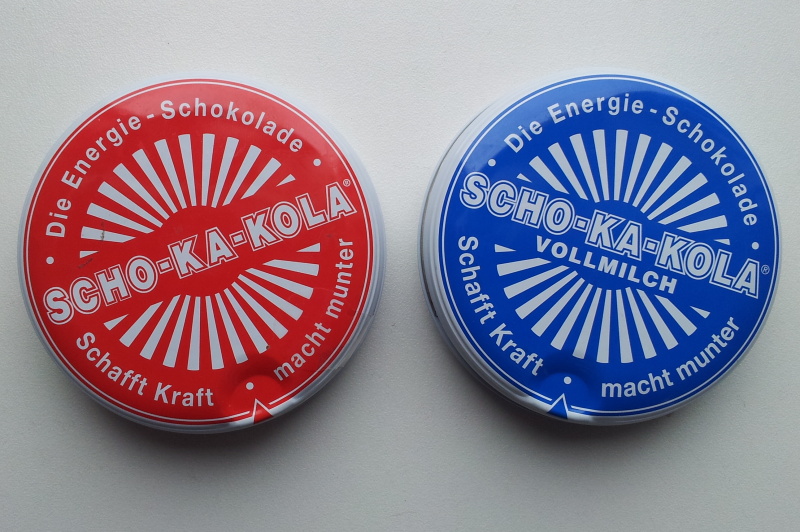 Die Energie - Schokolade
SCHO-KA-KOLA®
Schafft Kraft • macht munter
Die Energie - Schokolade
SCHO-KA-KOLA®
VOLLMILCH
Schafft Kraft • macht munter